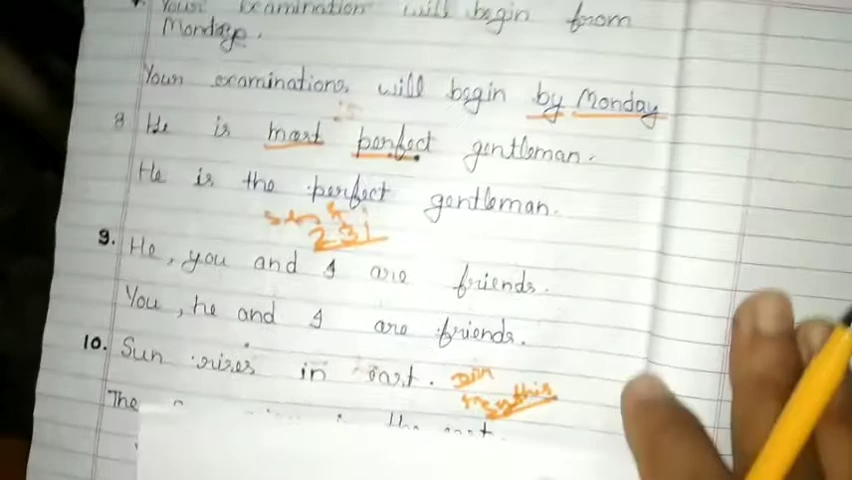 Your examination will begin from
Monday.
Your examinations will begin by Monday
8 He is most perfect gentleman.
He is the perfect gentleman.
231
9. He, you and I are friends.
You, he and I are friends.
10. Sun rises in east.
The